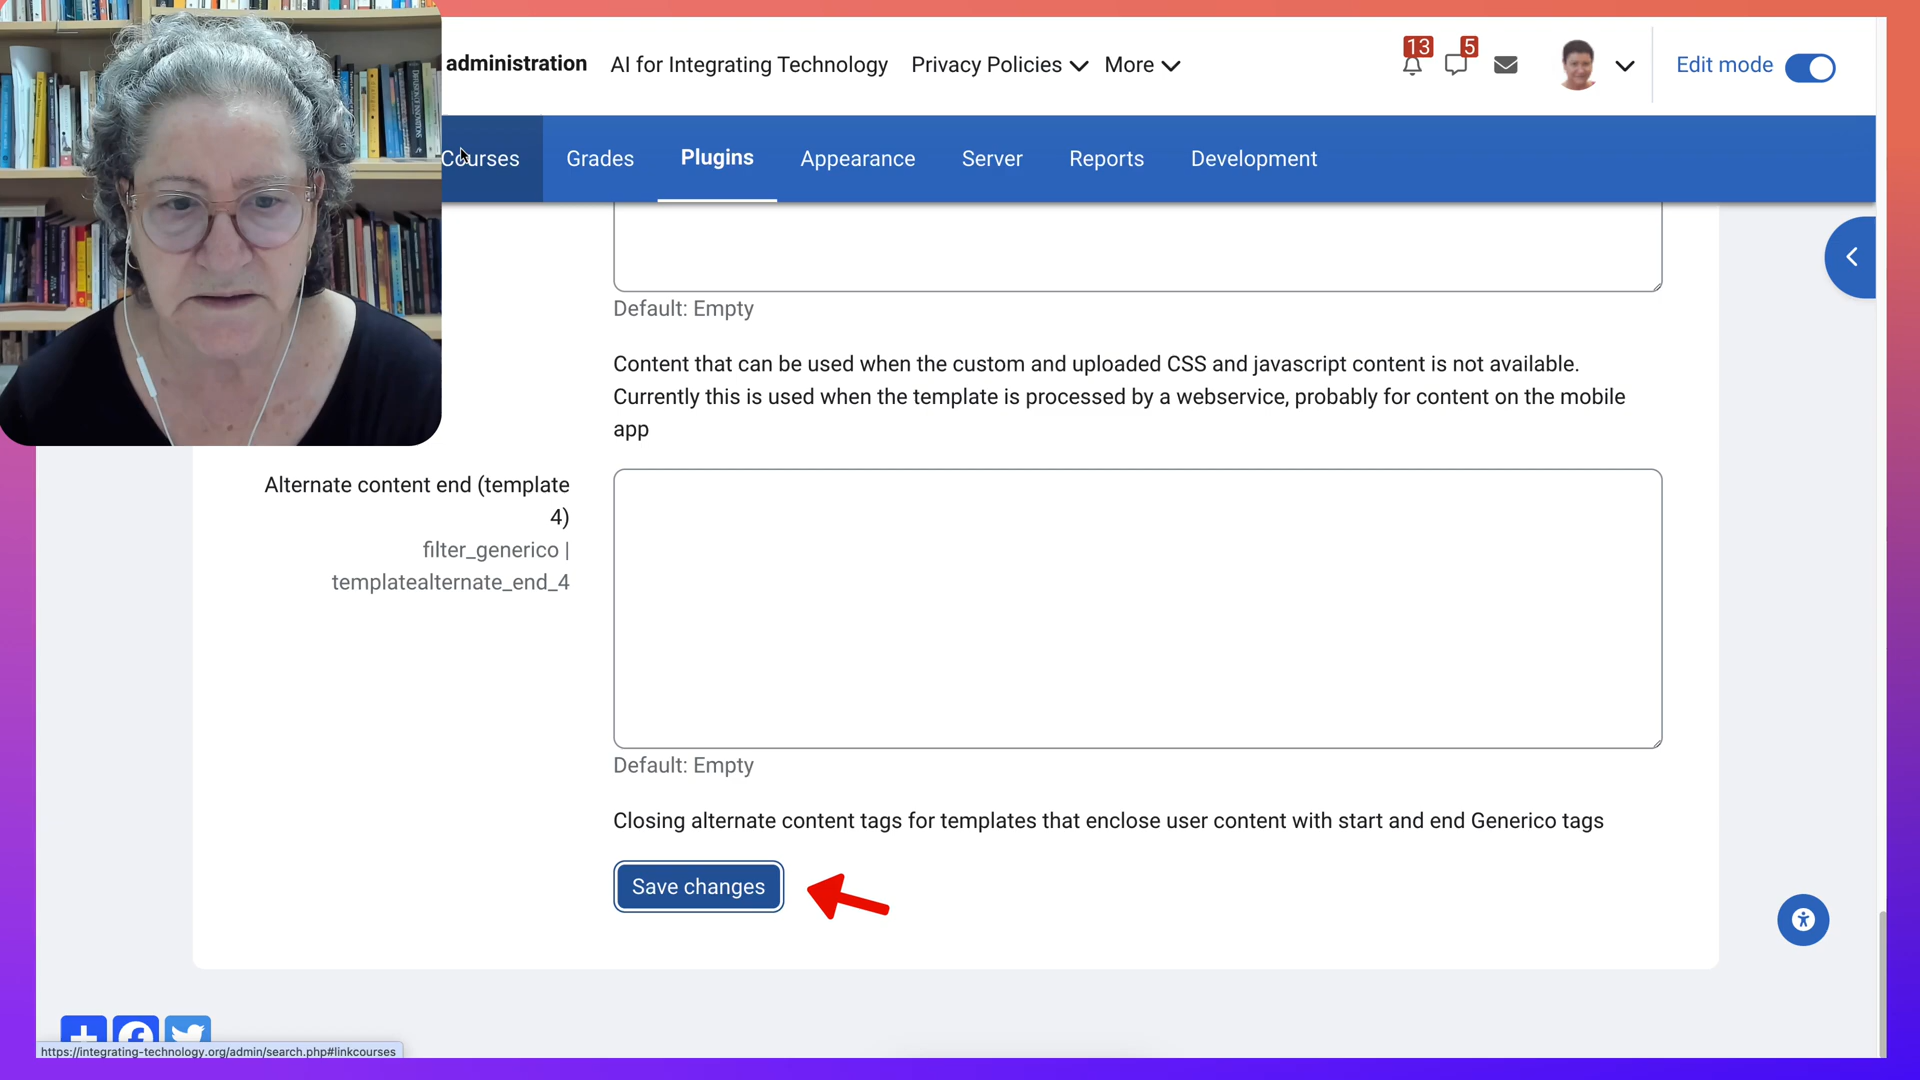 administration
AI for Integrating Technology
Privacy Policies
More
13
5
Edit mode
Courses
Grades
Plugins
Appearance
Server
Reports
Development
Default: Empty
Content that can be used when the custom and uploaded CSS and javascript content is not available.
Currently this is used when the template is processed by a webservice, probably for content on the mobile
app
Alternate content end (template
4)
filter_generico |
templatealternate_end_4
Default: Empty
Closing alternate content tags for templates that enclose user content with start and end Generico tags
Save changes
https://integrating-technology.org/admin/search.php#linkcourses